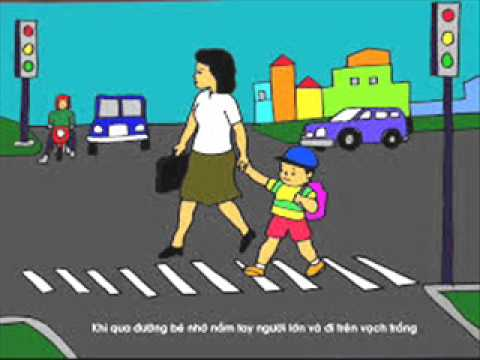 Khi qua đường bé nhớ nắm tay người lớn và đi trên vạch trắng